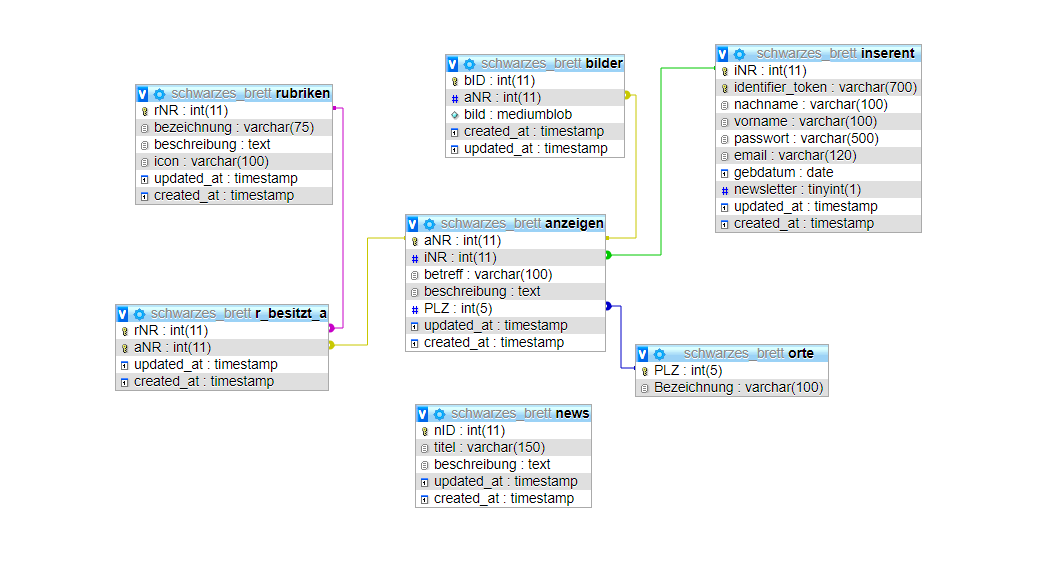 schwarzes_brett rubriken
rNR : int(11)
bezeichnung : varchar(75)
beschreibung : text
icon : varchar(100)
updated_at : timestamp
created_at : timestamp
schwarzes_brett bilder
bID : int(11)
aNR : int(11)
bild : mediumblob
created_at : timestamp
updated_at : timestamp
schwarzes_brett inserent
iNR : int(11)
identifier_token : varchar(700)
nachname : varchar(100)
vorname : varchar(100)
passwort : varchar(500)
email : varchar(120)
gebdatum : date
newsletter : tinyint(1)
updated_at : timestamp
created_at : timestamp
schwarzes_brett anzeigen
aNR : int(11)
iNR : int(11)
betreff : varchar(100)
beschreibung : text
PLZ : int(5)
updated_at : timestamp
created_at : timestamp
schwarzes_brett r_besitzt_a
rNR : int(11)
aNR : int(11)
updated_at : timestamp
created_at : timestamp
schwarzes_brett orte
PLZ : int(5)
Bezeichnung : varchar(100)
schwarzes_brett news
nID : int(11)
titel : varchar(150)
beschreibung : text
updated_at : timestamp
created_at : timestamp